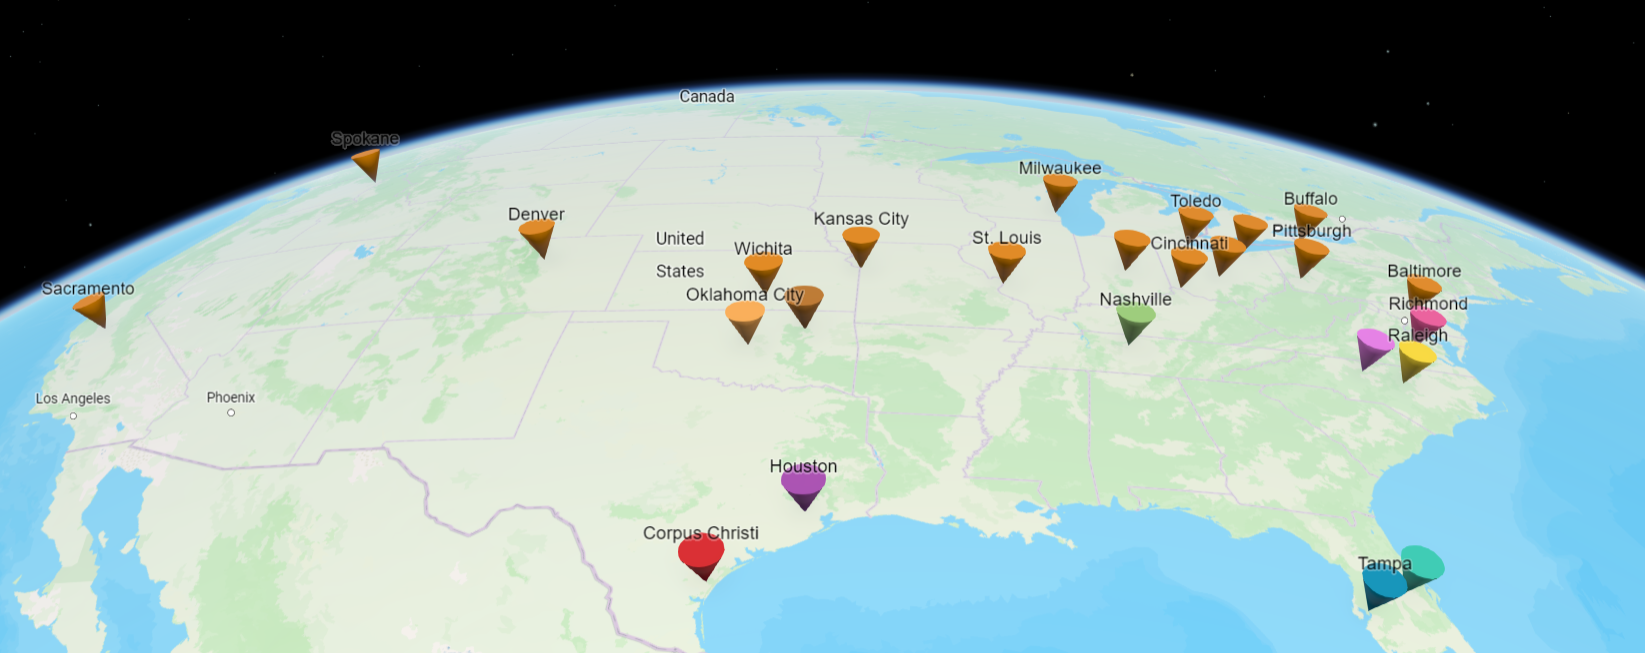 Canada
Spokane
Milwaukee
Toledo
Buffalo
Denver
Kansas City
Pittsburgh
United
States
Wichita
St. Louis
Cincinnati
Baltimore
Sacramento
Oklahoma City
Nashville
Richmond
Raleigh
Los Angeles
Phoenix
Houston
Corpus Christi
Tampa